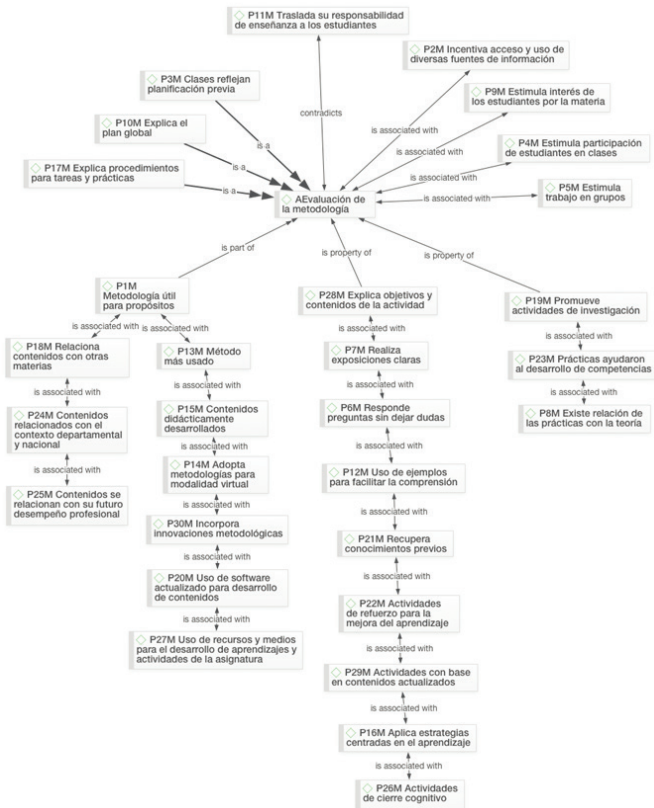 P11M Traslada su responsabilidad
de enseñanza a los estudiantes
P2M Incentiva acceso y uso de
diversas fuentes de información
P3M Clases reflejan
planificación previa
P9M Estimula interés de
los estudiantes por la materia
contradicts
P10M Explica el
plan global
is associated with
P4M Estimula participación
de estudiantes en clases
is associated with
is a
is a
P17M Explica procedimientos
para tareas y prácticas
is associated with
P5M Estimula
trabajo en grupos
is a
is associated with
AEvaluación de
la metodología
is part of
is property of
is property of
P1M
Metodología útil
para propósitos
P28M Explica objetivos y
contenidos de la actividad
P19M Promueve
actividades de investigación
is associated with
is associated with
is associated with
is associated with
P18M Relaciona
contenidos con otras
materias
P13M Método
más usado
P7M Realiza
exposiciones claras
P23M Prácticas ayudaron
al desarrollo de competencias
is associated with
is associated with
is associated with
is associated with
P24M Contenidos
relacionados con el
contexto departamental
y nacional
P15M Contenidos
didácticamente
desarrollados
P6M Responde
preguntas sin dejar dudas
P8M Existe relación de
las prácticas con la teoría
is associated with
is associated with
is associated with
P25M Contenidos se
relacionan con su futuro
desempeño profesional
P14M Adopta
metodologías para
modalidad virtual
P12M Uso de ejemplos
para facilitar la comprensión
is associated with
is associated with
P30M Incorpora
innovaciones metodológicas
P21M Recupera
conocimientos previos
is associated with
is associated with
P20M Uso de software
actualizado para desarrollo
de contenidos
P22M Actividades
de refuerzo para la
mejora del aprendizaje
is associated with
is associated with
P27M Uso de recursos y medios
para el desarrollo de aprendizajes y
actividades de la asignatura
P29M Actividades con base
en contenidos actualizados
is associated with
P16M Aplica estrategias
centradas en el aprendizaje
is associated with
P26M Actividades
de cierre cognitivo